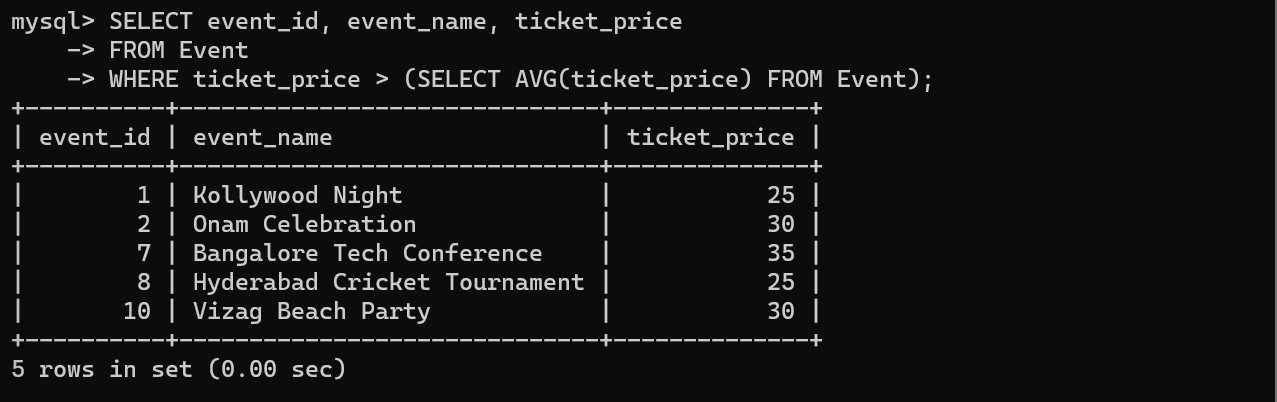 mysql> SELECT event_id, event_name, ticket_price
    -> FROM Event
    -> WHERE ticket_price > (SELECT AVG(ticket_price) FROM Event);
+----------+------------------------------+--------------+
| event_id | event_name                   | ticket_price |
+----------+------------------------------+--------------+
|        1 | Kollywood Night              |           25 |
|        2 | Onam Celebration             |           30 |
|        7 | Bangalore Tech Conference    |           35 |
|        8 | Hyderabad Cricket Tournament |           25 |
|       10 | Vizag Beach Party            |           30 |
+----------+------------------------------+--------------+
5 rows in set (0.00 sec)